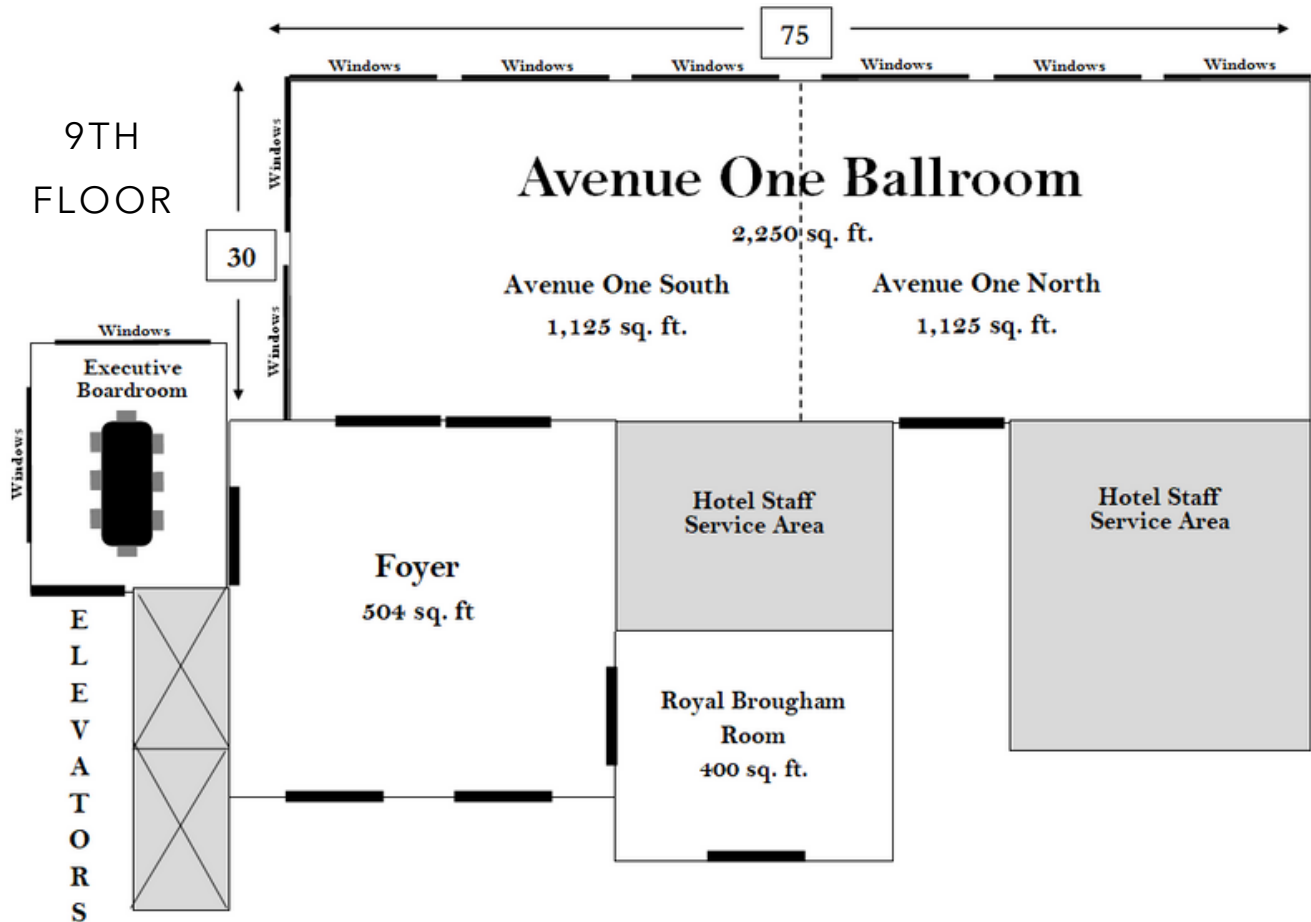 75
Windows
Windows
Windows
Windows
Windows
Windows
9TH
FLOOR
Windows
Avenue One Ballroom
2,250 sq. ft.
30
Avenue One South
1,125 sq. ft.
Avenue One North
1,125 sq. ft.
Windows
Windows
Executive
Boardroom
Windows
Hotel Staff
Service Area
Hotel Staff
Service Area
Foyer
504 sq. ft
Royal Brougham
Room
400 sq. ft.
ELEVATORS